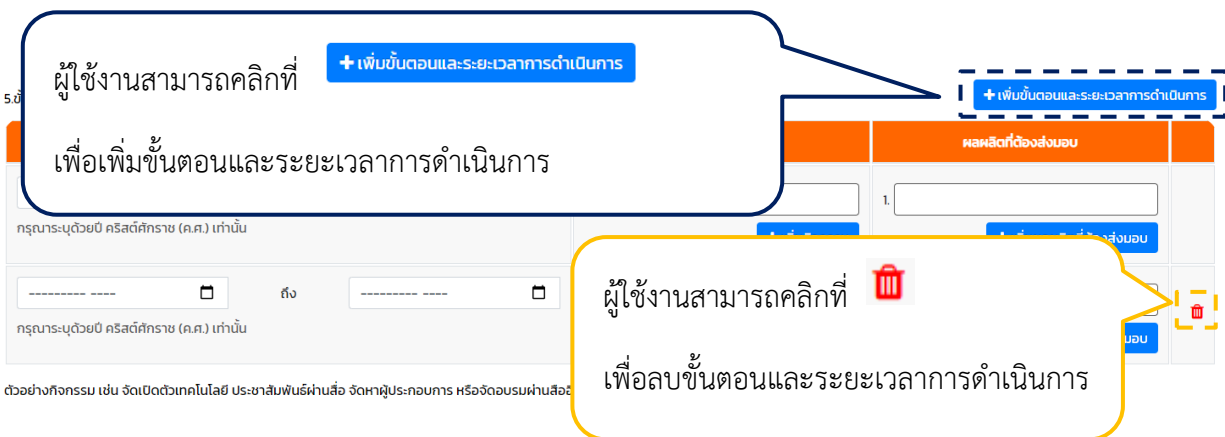 ผู้ใช้งานสามารถคลิกที่ + เพิ่มขั้นตอนและระยะเวลาการดำเนินการ
เพื่อเพิ่มขั้นตอนและระยะเวลาการดำเนินการ
+ เพิ่มขั้นตอนและระยะเวลาการดำเนินการ
ผลผลิตที่ต้องส่งมอบ
1.
กรุณาระบุด้วยปี คริสต์ศักราช (ค.ศ.) เท่านั้น
--------- ---- ถึง --------- ----
กรุณาระบุด้วยปี คริสต์ศักราช (ค.ศ.) เท่านั้น
ผู้ใช้งานสามารถคลิกที่
เพื่อลบขั้นตอนและระยะเวลาการดำเนินการ
ตัวอย่างกิจกรรม เช่น จัดเปิดตัวเทคโนโลยี ประชาสัมพันธ์ผ่านสื่อ จัดหาผู้ประกอบการ หรือจัดอบรมผ่าน